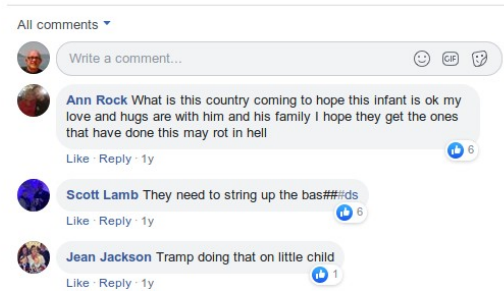 All comments
Write a comment...
GIF
Ann Rock What is this country coming to hope this infant is ok my
love and hugs are with him and his family I hope they get the ones
that have done this may rot in hell
6
Like · Reply · 1y
Scott Lamb They need to string up the bas###ds
6
Like · Reply · 1y
Jean Jackson Tramp doing that on little child
1
Like · Reply · 1y